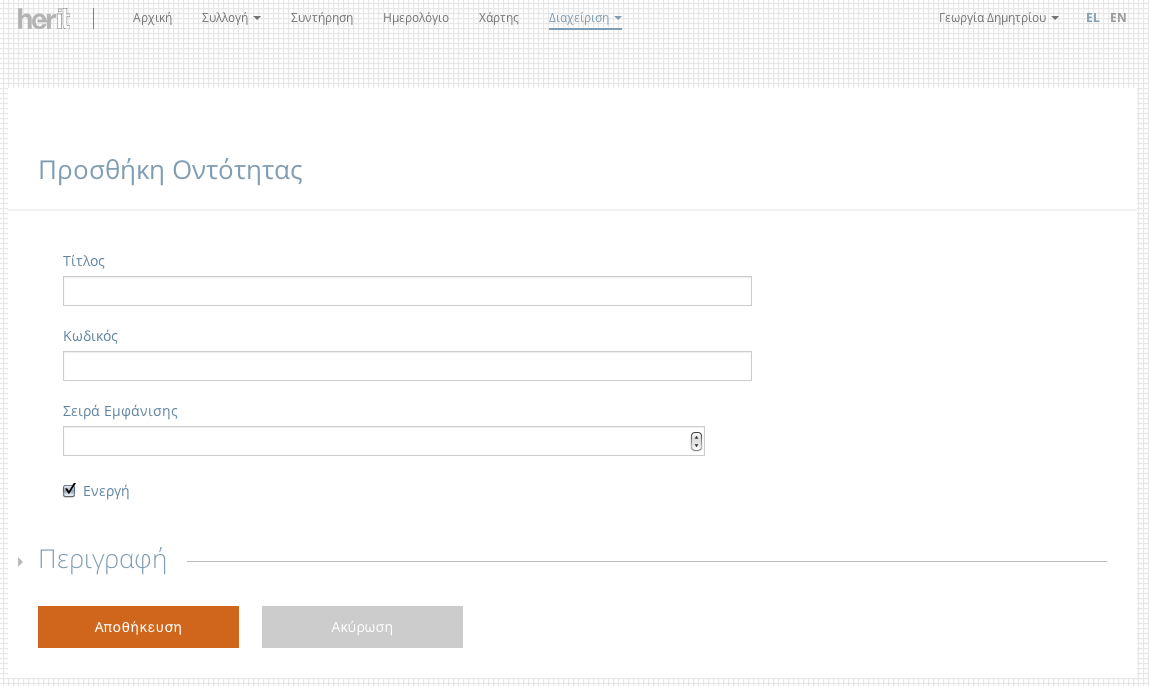 herit Αρχική Συλλογή Συντήρηση Ημερολόγιο Χάρτης Διαχείριση Γεωργία Δημητρίου EL EN
Προσθήκη Οντότητας
Τίτλος
Κωδικός
Σειρά Εμφάνισης
Ενεργή
Περιγραφή
Αποθήκευση Ακύρωση